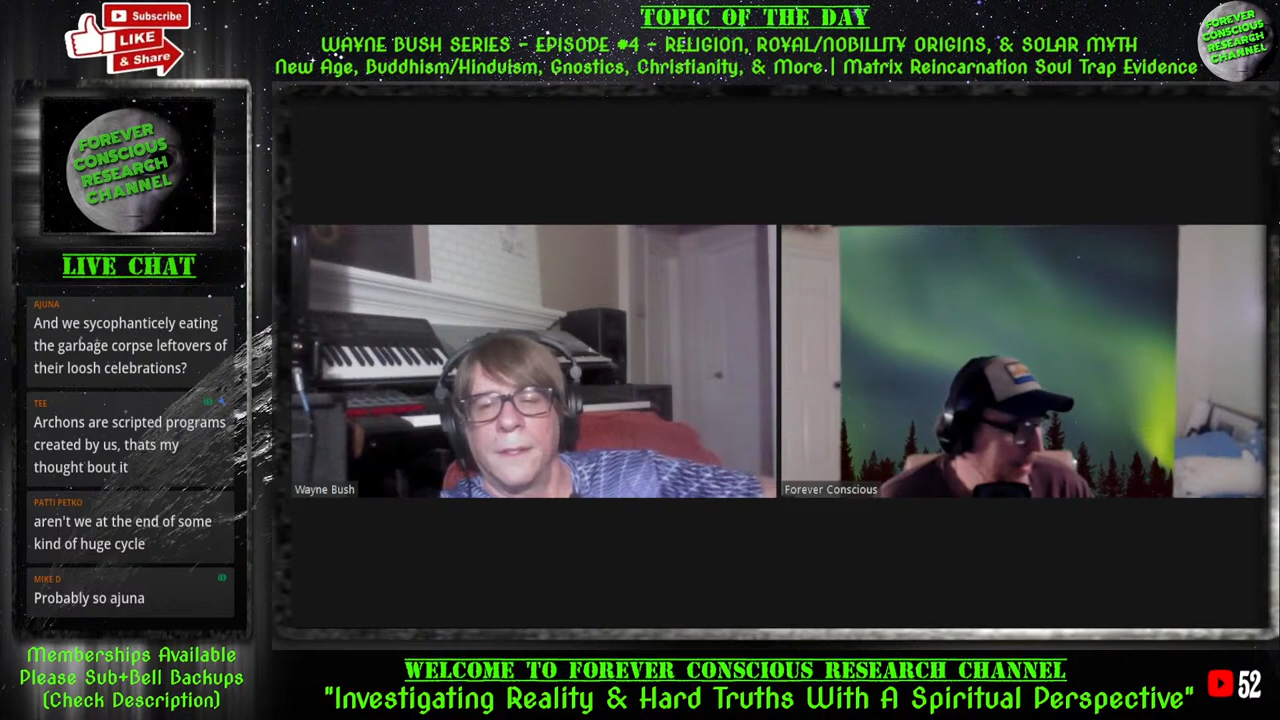 Subscribe
LIKE
& Share
TOPIC OF THE DAY
WAYNE BUSH SERIES - EPISODE #4 - RELIGION, ROYAL/NOBILLITY ORIGINS, & SOLAR MYTH
New Age, Buddhism/Hinduism, Gnostics, Christianity, & More | Matrix Reincarnation Soul Trap Evidence
FOREVER
CONSCIOUS
RESEARCH
CHANNEL
FOREVER
CONSCIOUS
RESEARCH
CHANNEL
LIVE CHAT
AJUNA
And we sycophanticely eating
the garbage corpse leftovers of
their loosh celebrations?
TEE
Archons are scripted programs
created by us, thats my
thought bout it
PATTI PETKO
aren't we at the end of some
kind of huge cycle
MIKE D
Probably so ajuna
Wayne Bush
Forever Conscious
Memberships Available
Please Sub+Bell Backups
(Check Description)
WELCOME TO FOREVER CONSCIOUS RESEARCH CHANNEL
"Investigating Reality & Hard Truths With A Spiritual Perspective"
52